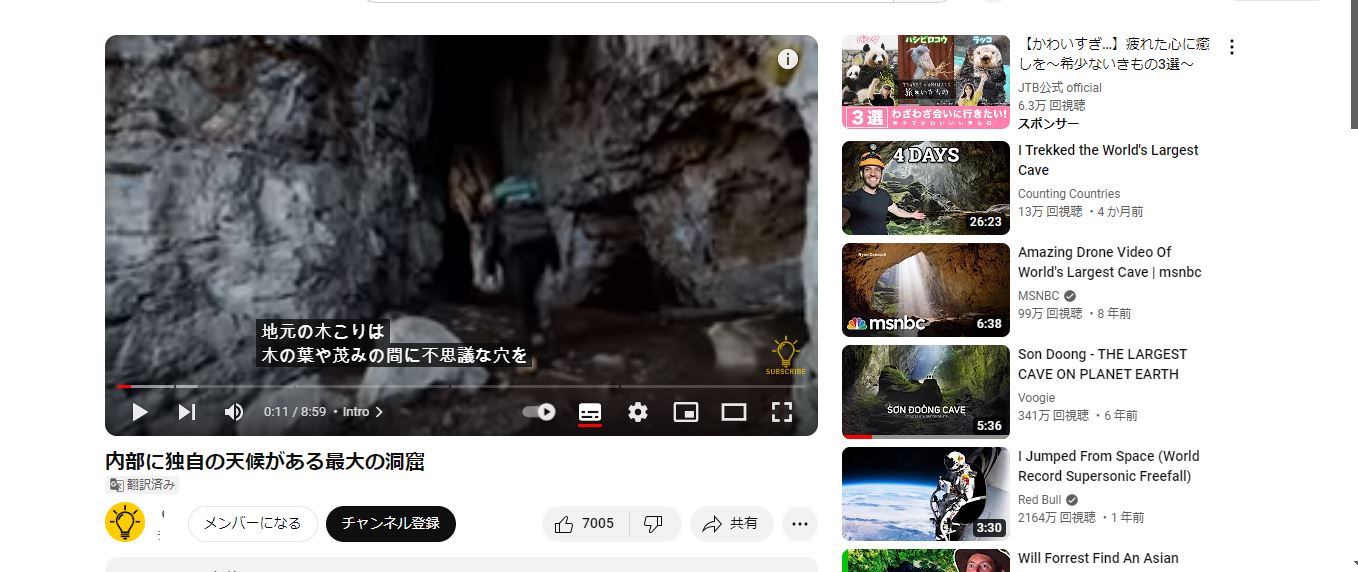 地元の木こりは
木の葉や茂みの間に不思議な穴を
SUBSCRIBE
0:11 / 8:59 • Intro
内部に独自の天候がある最大の洞窟
翻訳済み
メンバーになる
チャンネル登録
7005
共有
パンダ
ハシビロコウ
ラッコ
旅といきもの
3選
わざわざ会いに行きたい!
【かわいすぎ...】疲れた心に癒
しを～希少ないきもの3選～
JTB公式 official
6.3万 回視聴
スポンサー
4 DAYS
26:23
I Trekked the World's Largest
Cave
Counting Countries
13万 回視聴 ・4 か月前
msnbc
6:38
Amazing Drone Video Of
World's Largest Cave | msnbc
MSNBC
99万 回視聴 ・8 年前
SƠN ĐOÒNG CAVE
5:36
Son Doong - THE LARGEST
CAVE ON PLANET EARTH
Voogie
341万 回視聴 ・6 年前
3:30
I Jumped From Space (World
Record Supersonic Freefall)
Red Bull
2164万 回視聴 ・1 年前
Will Forrest Find An Asian